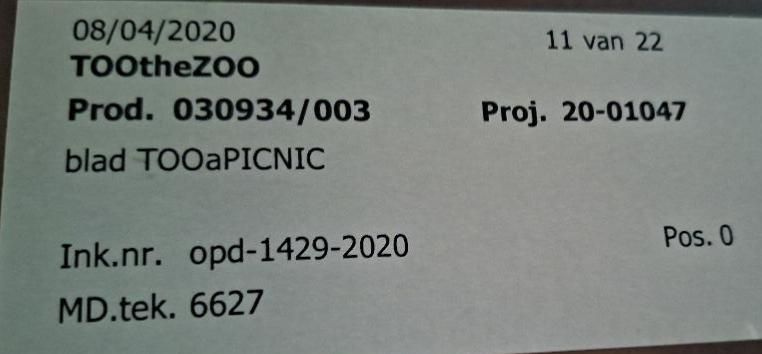 08/04/2020 11 van 22
TOOtheZOO
Prod. 030934/003 Proj. 20-01047
blad TOOaPICNIC
Ink.nr. opd-1429-2020 Pos. 0
MD.tek. 6627